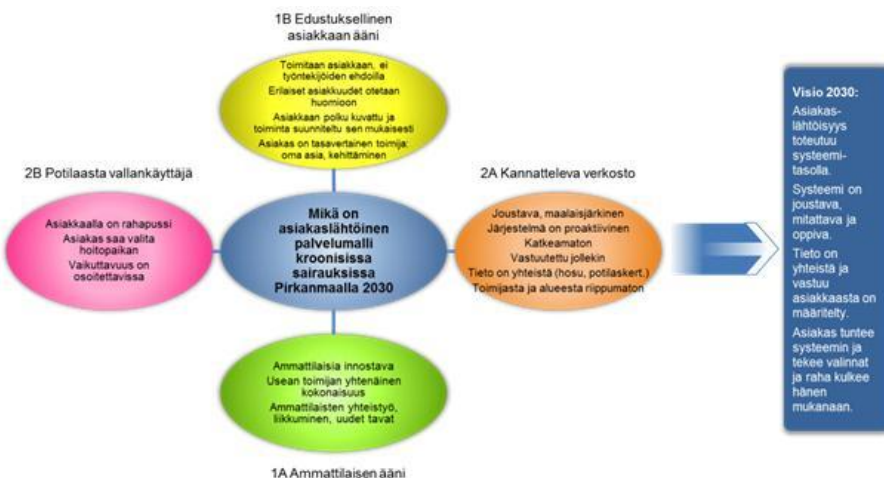 1B Edustuksellinen
asiakkaan ääni
Toimitaan asiakkaan, ei
työntekijöiden ehdoilla
Erilaiset asiakkuudet otetaan
huomioon
Asiakkaan polku kuvattu ja
toiminta suunniteltu sen mukaisesti
Asiakas on tasavertainen toimija:
oma asia, kehittäminen
2B Potilaasta vallankäyttäjä
Asiakkaalla on rahapussi
Asiakas saa valita
hoitopaikan
Vaikuttavuus on
osoitettavissa
Mikä on
asiakaslähtöinen
palvelumalli
kroonisissa
sairauksissa
Pirkanmaalla 2030
2A Kannatteleva verkosto
Joustava, maalaisjärkinen
Järjestelmä on proaktiivinen
Katkeamaton
Vastuutettu jollekin
Tieto on yhteistä (hosu, potilaskert.)
Toimijasta ja alueesta riippumaton
Ammattilaisia innostava
Usean toimijan yhtenäinen
kokonaisuus
Ammattilaisten yhteistyö,
liikkuminen, uudet tavat
1A Ammattilaisen ääni
Visio 2030:
Asiakas-
lähtöisyys
toteutuu
systeemi-
tasolla.
Systeemi on
joustava,
mitattava ja
oppiva.
Tieto on
yhteistä ja
vastuu
asiakkaasta on
määritelty.
Asiakas tuntee
systeemin ja
tekee valinnat
ja raha kulkee
hänen
mukanaan.